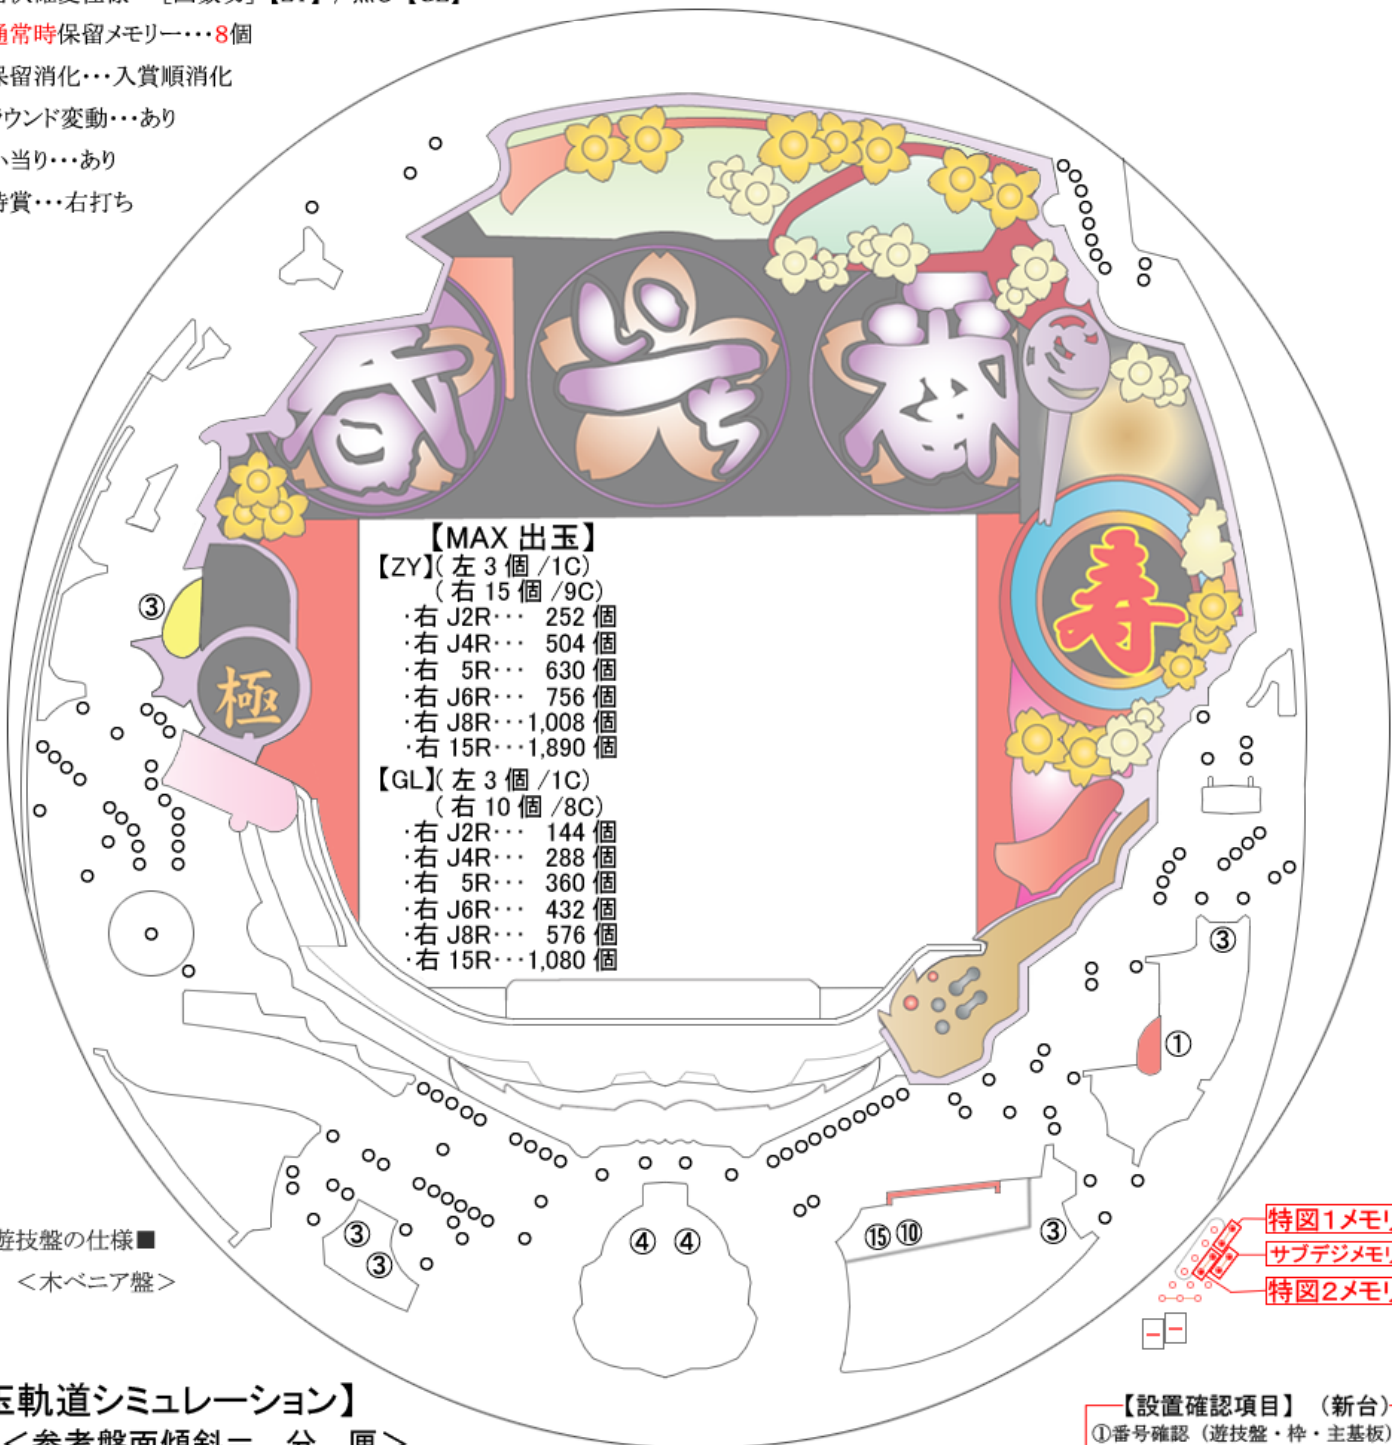 通常時保留メモリー･･･8個
保留消化･･･入賞順消化
ラウンド変動･･･あり
小当り･･･あり
特賞･･･右打ち
寿
極
【MAX 出玉】
【ZY】( 左 3 個 /1C)
( 右 15 個 /9C)
･右 J2R･･･ 252 個
･右 J4R･･･ 504 個
･右 5R･･･ 630 個
･右 J6R･･･ 756 個
･右 J8R･･･1,008 個
･右 15R･･･1,890 個
【GL】( 左 3 個 /1C)
( 右 10 個 /8C)
･右 J2R･･･ 144 個
･右 J4R･･･ 288 個
･右 5R･･･ 360 個
･右 J6R･･･ 432 個
･右 J8R･･･ 576 個
･右 15R･･･1,080 個
③
③
①
③
③
④ ④
⑮ ⑩
③
遊技盤の仕様■
＜木ベニア盤＞
特図1メモリ
サブデジメモリ
特図2メモリ
玉軌道シミュレーション】
＜参考盤面傾斜＝ 分 厘＞
【設置確認項目】（新台）
①番号確認（遊技盤・枠・主基板）